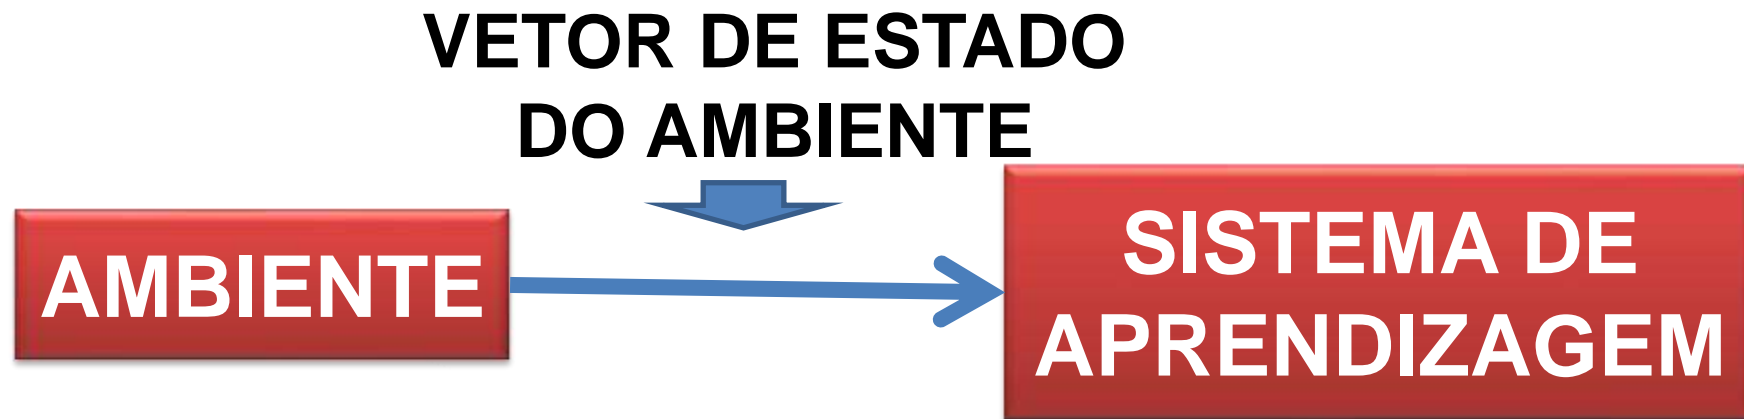 VETOR DE ESTADO
DO AMBIENTE
AMBIENTE
SISTEMA DE
APRENDIZAGEM